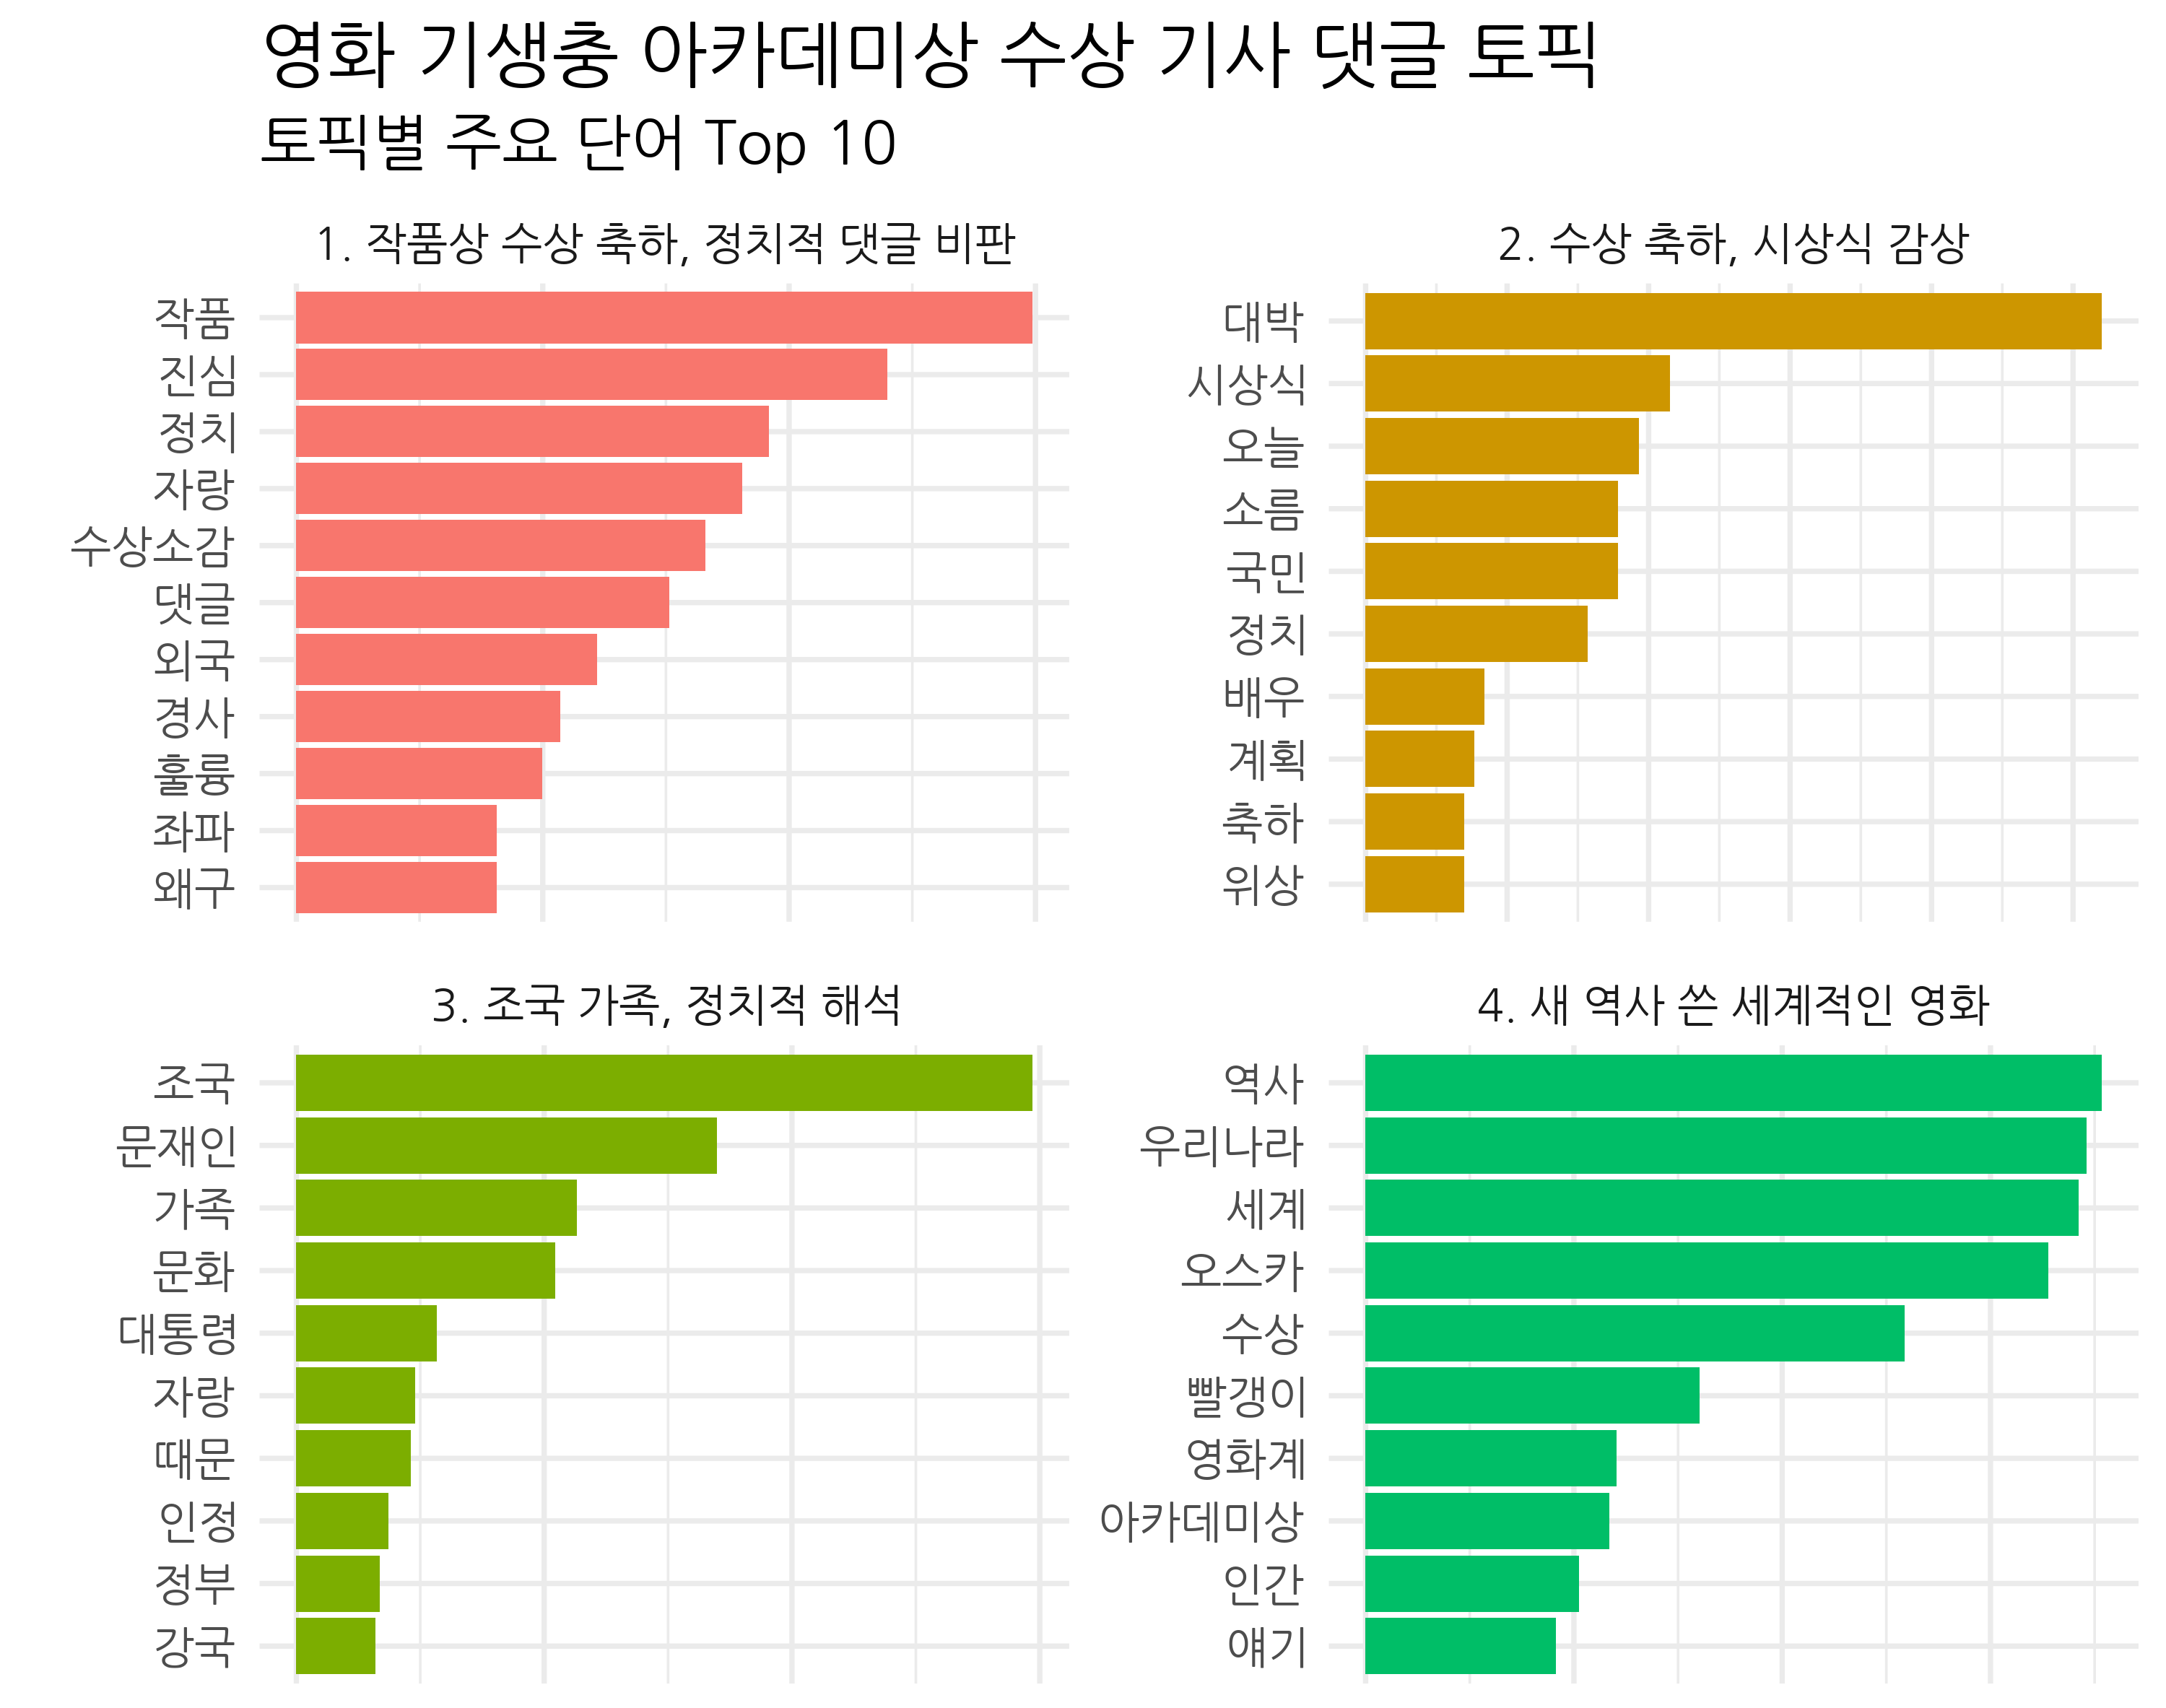 영화 기생충 아카데미상 수상 기사 댓글 토픽
토픽별 주요 단어 Top 10
1. 작품상 수상 축하, 정치적 댓글 비판
작품
진심
정치
자랑
수상소감
댓글
외국
경사
훌륭
좌파
왜구
2. 수상 축하, 시상식 감상
대박
시상식
오늘
소름
국민
정치
배우
계획
축하
위상
3. 조국 가족, 정치적 해석
조국
문재인
가족
문화
대통령
자랑
때문
인정
정부
강국
4. 새 역사 쓴 세계적인 영화
역사
우리나라
세계
오스카
수상
빨갱이
영화계
아카데미상
인간
얘기